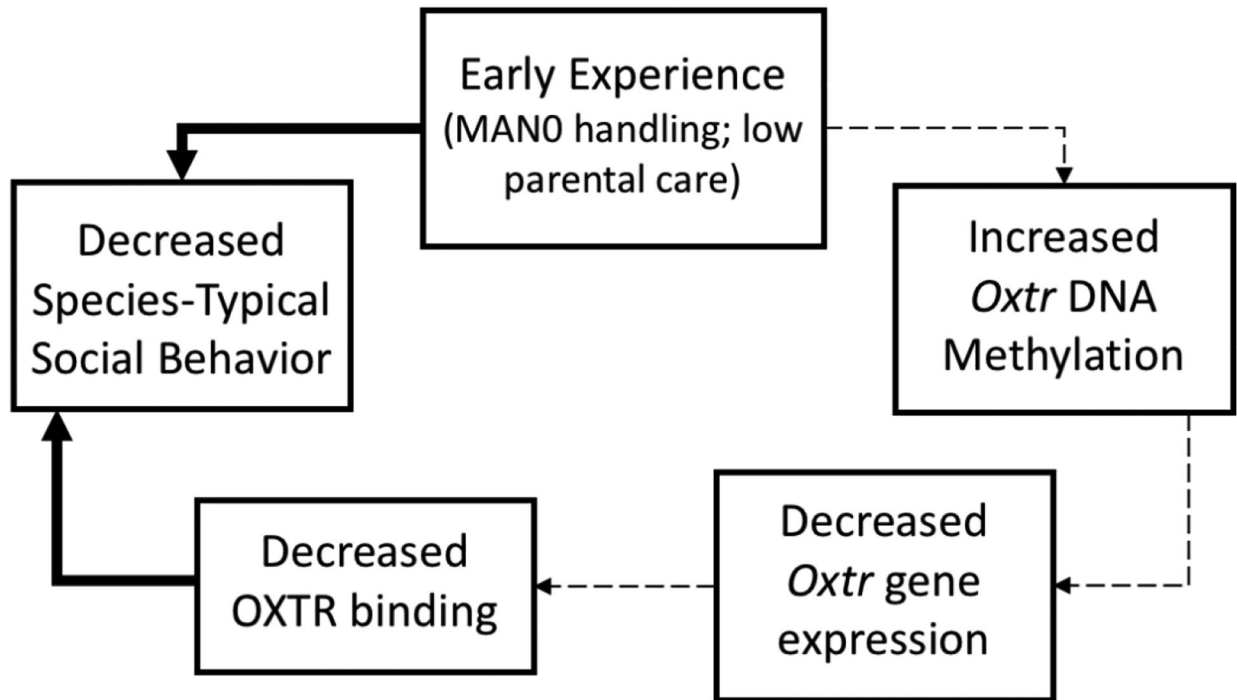 Early Experience
(MAN0 handling; low
parental care)
Decreased
Species-Typical
Social Behavior
Increased
Oxtr DNA
Methylation
Decreased
OXTR binding
Decreased
Oxtr gene
expression